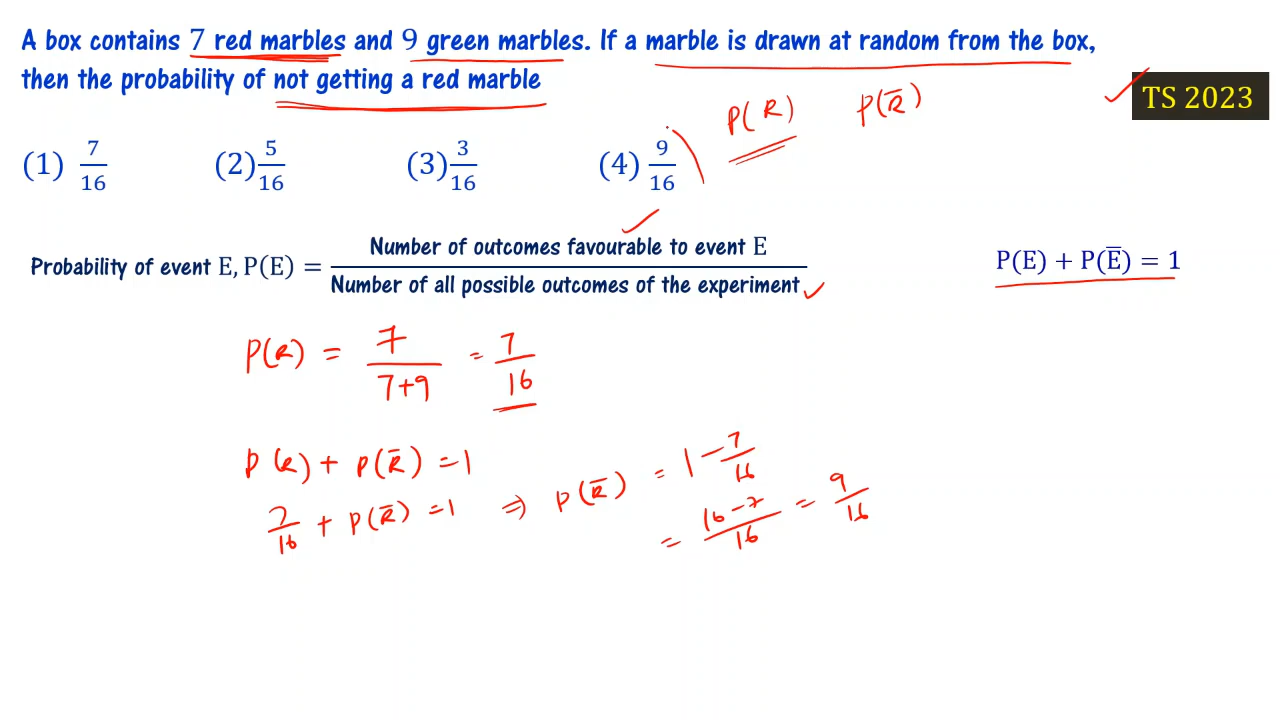 A box contains 7 red marbles and 9 green marbles. If a marble is drawn at random from the box,
then the probability of not getting a red marble
TS 2023
P(R) P(R̅)
(1) 7/16 (2) 5/16 (3) 3/16 (4) 9/16
Probability of event E, P(E) = Number of outcomes favourable to event E / Number of all possible outcomes of the experiment
P(E) + P(E̅) = 1
P(R) = 7/(7+9) = 7/16
P(R) + P(R̅) = 1
7/16 + P(R̅) = 1 ⇒ P(R̅) = 1 - 7/16
= (16-7)/16 = 9/16